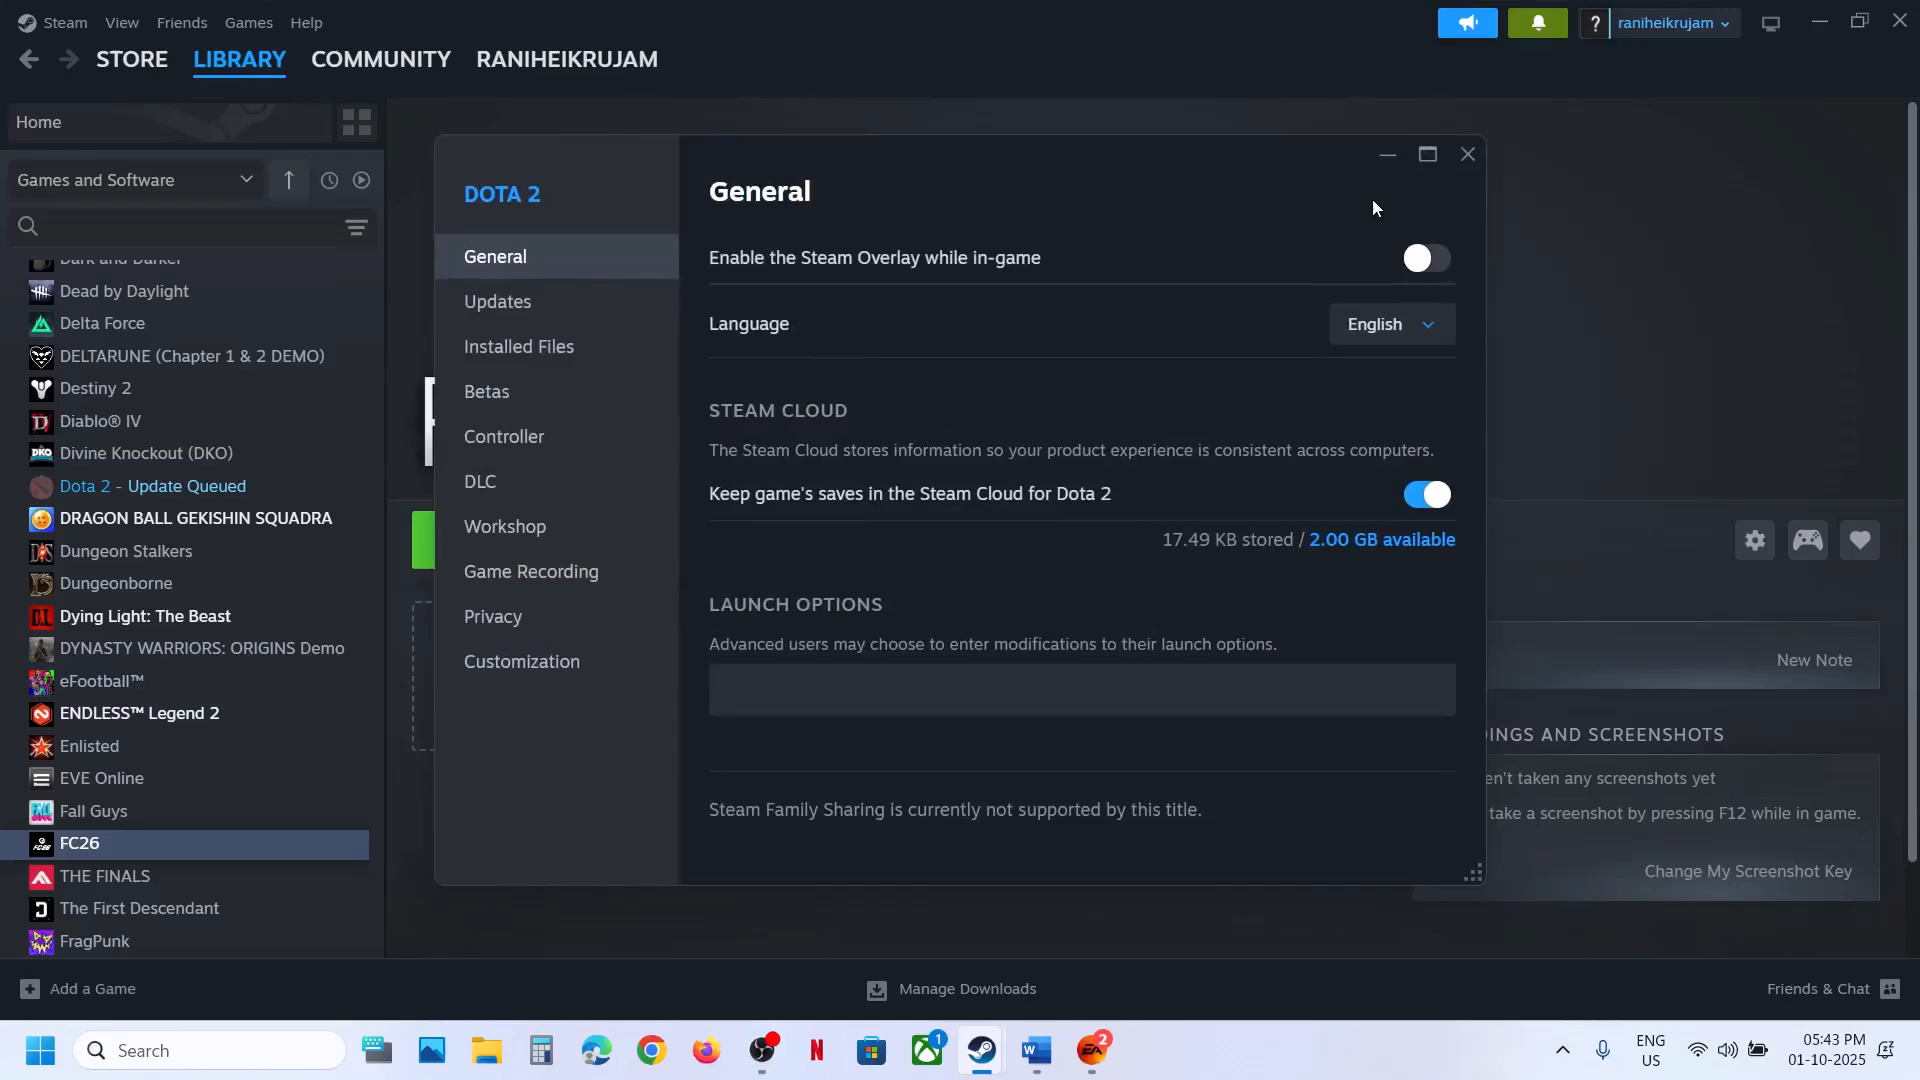 Steam View Friends Games Help
? raniheikrujam
STORE LIBRARY COMMUNITY RANIHEIKRUJAM
Home
Games and Software
Dark and Darker
Dead by Daylight
Delta Force
DELTARUNE (Chapter 1 & 2 DEMO)
Destiny 2
Diablo® IV
Divine Knockout (DKO)
Dota 2 - Update Queued
DRAGON BALL GEKISHIN SQUADRA
Dungeon Stalkers
Dungeonborne
Dying Light: The Beast
DYNASTY WARRIORS: ORIGINS Demo
eFootball™
ENDLESS™ Legend 2
Enlisted
EVE Online
Fall Guys
FC26
THE FINALS
The First Descendant
FragPunk
DOTA 2
General
Updates
Installed Files
Betas
Controller
DLC
Workshop
Game Recording
Privacy
Customization
General
Enable the Steam Overlay while in-game
Language
English
STEAM CLOUD
The Steam Cloud stores information so your product experience is consistent across computers.
Keep game's saves in the Steam Cloud for Dota 2
17.49 KB stored / 2.00 GB available
LAUNCH OPTIONS
Advanced users may choose to enter modifications to their launch options.
Steam Family Sharing is currently not supported by this title.
New Note
INGS AND SCREENSHOTS
en't taken any screenshots yet
take a screenshot by pressing F12 while in game.
Change My Screenshot Key
Add a Game
Manage Downloads
Friends & Chat
Search
1
2
ENG
US
05:43 PM
01-10-2025